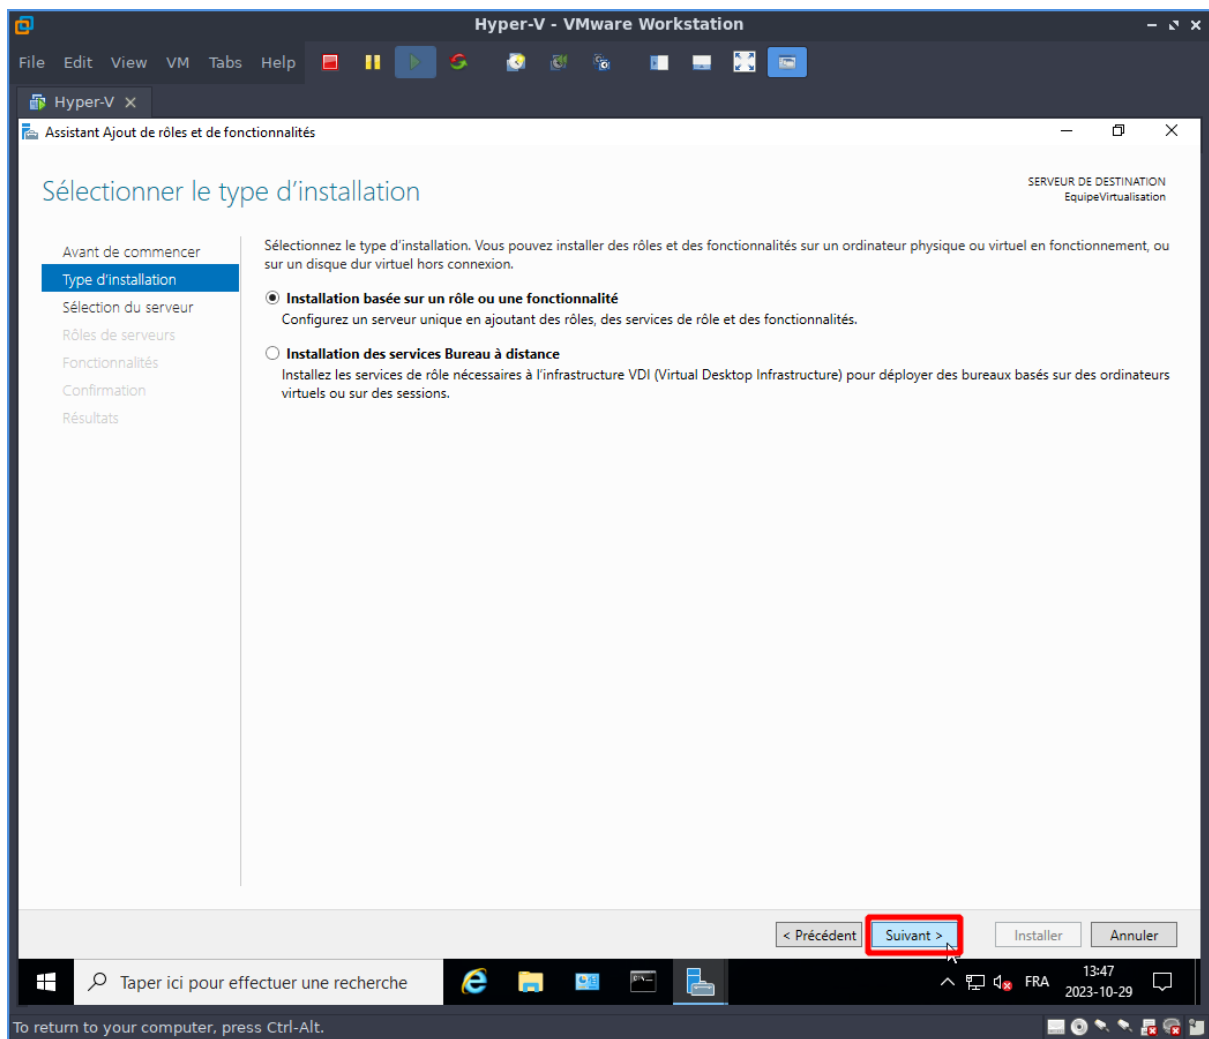 Hyper-V - VMware Workstation
File Edit View VM Tabs Help
Hyper-V
Assistant Ajout de rôles et de fonctionnalités
Sélectionner le type d'installation
SERVEUR DE DESTINATION
EquipeVirtualisation
Avant de commencer
Type d'installation
Sélection du serveur
Rôles de serveurs
Fonctionnalités
Confirmation
Résultats
Sélectionnez le type d'installation. Vous pouvez installer des rôles et des fonctionnalités sur un ordinateur physique ou virtuel en fonctionnement, ou
sur un disque dur virtuel hors connexion.
Installation basée sur un rôle ou une fonctionnalité
Configurez un serveur unique en ajoutant des rôles, des services de rôle et des fonctionnalités.
Installation des services Bureau à distance
Installez les services de rôle nécessaires à l'infrastructure VDI (Virtual Desktop Infrastructure) pour déployer des bureaux basés sur des ordinateurs
virtuels ou sur des sessions.
< Précédent Suivant > Installer Annuler
Taper ici pour effectuer une recherche
FRA
13:47
2023-10-29
To return to your computer, press Ctrl-Alt.